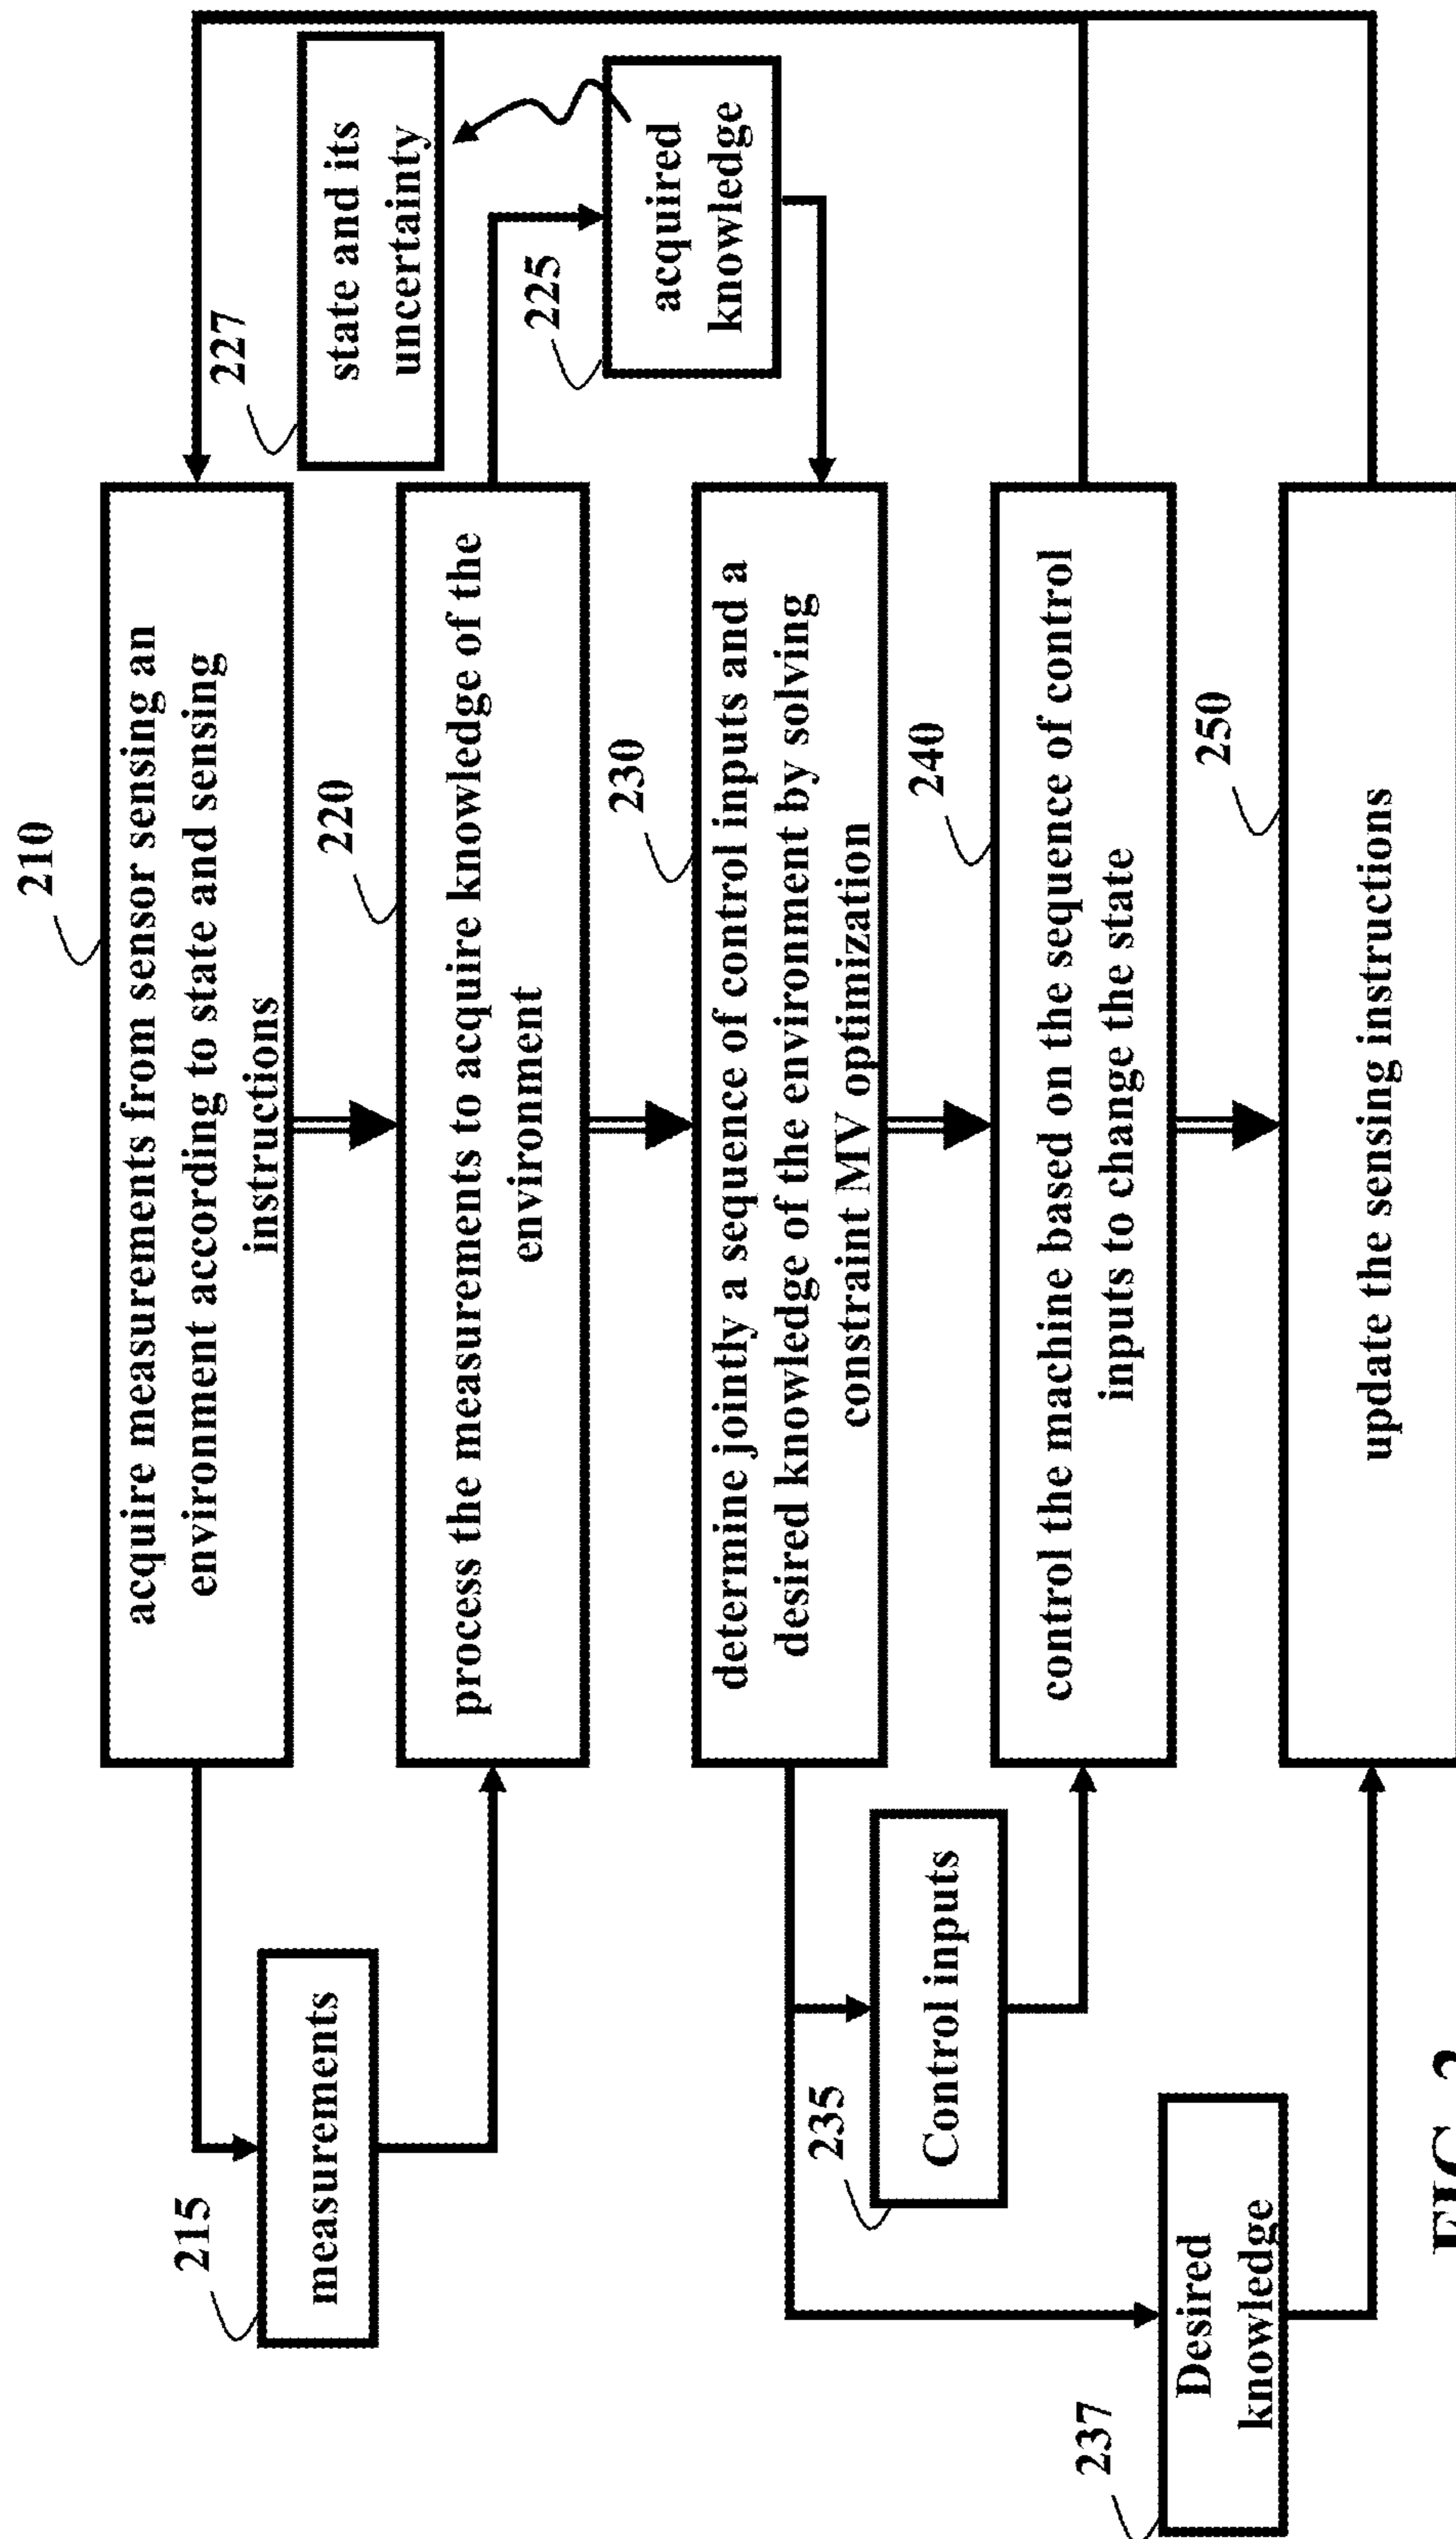 210
acquire measurements from sensor sensing an
environment according to state and sensing
instructions
215
measurements
227
state and its
uncertainty
220
process the measurements to acquire knowledge of the
environment
225
acquired
knowledge
230
determine jointly a sequence of control inputs and a
desired knowledge of the environment by solving
constraint MV optimization
235
Control inputs
240
control the machine based on the sequence of control
inputs to change the state
237
Desired
knowledge
250
update the sensing instructions
FIG. 2